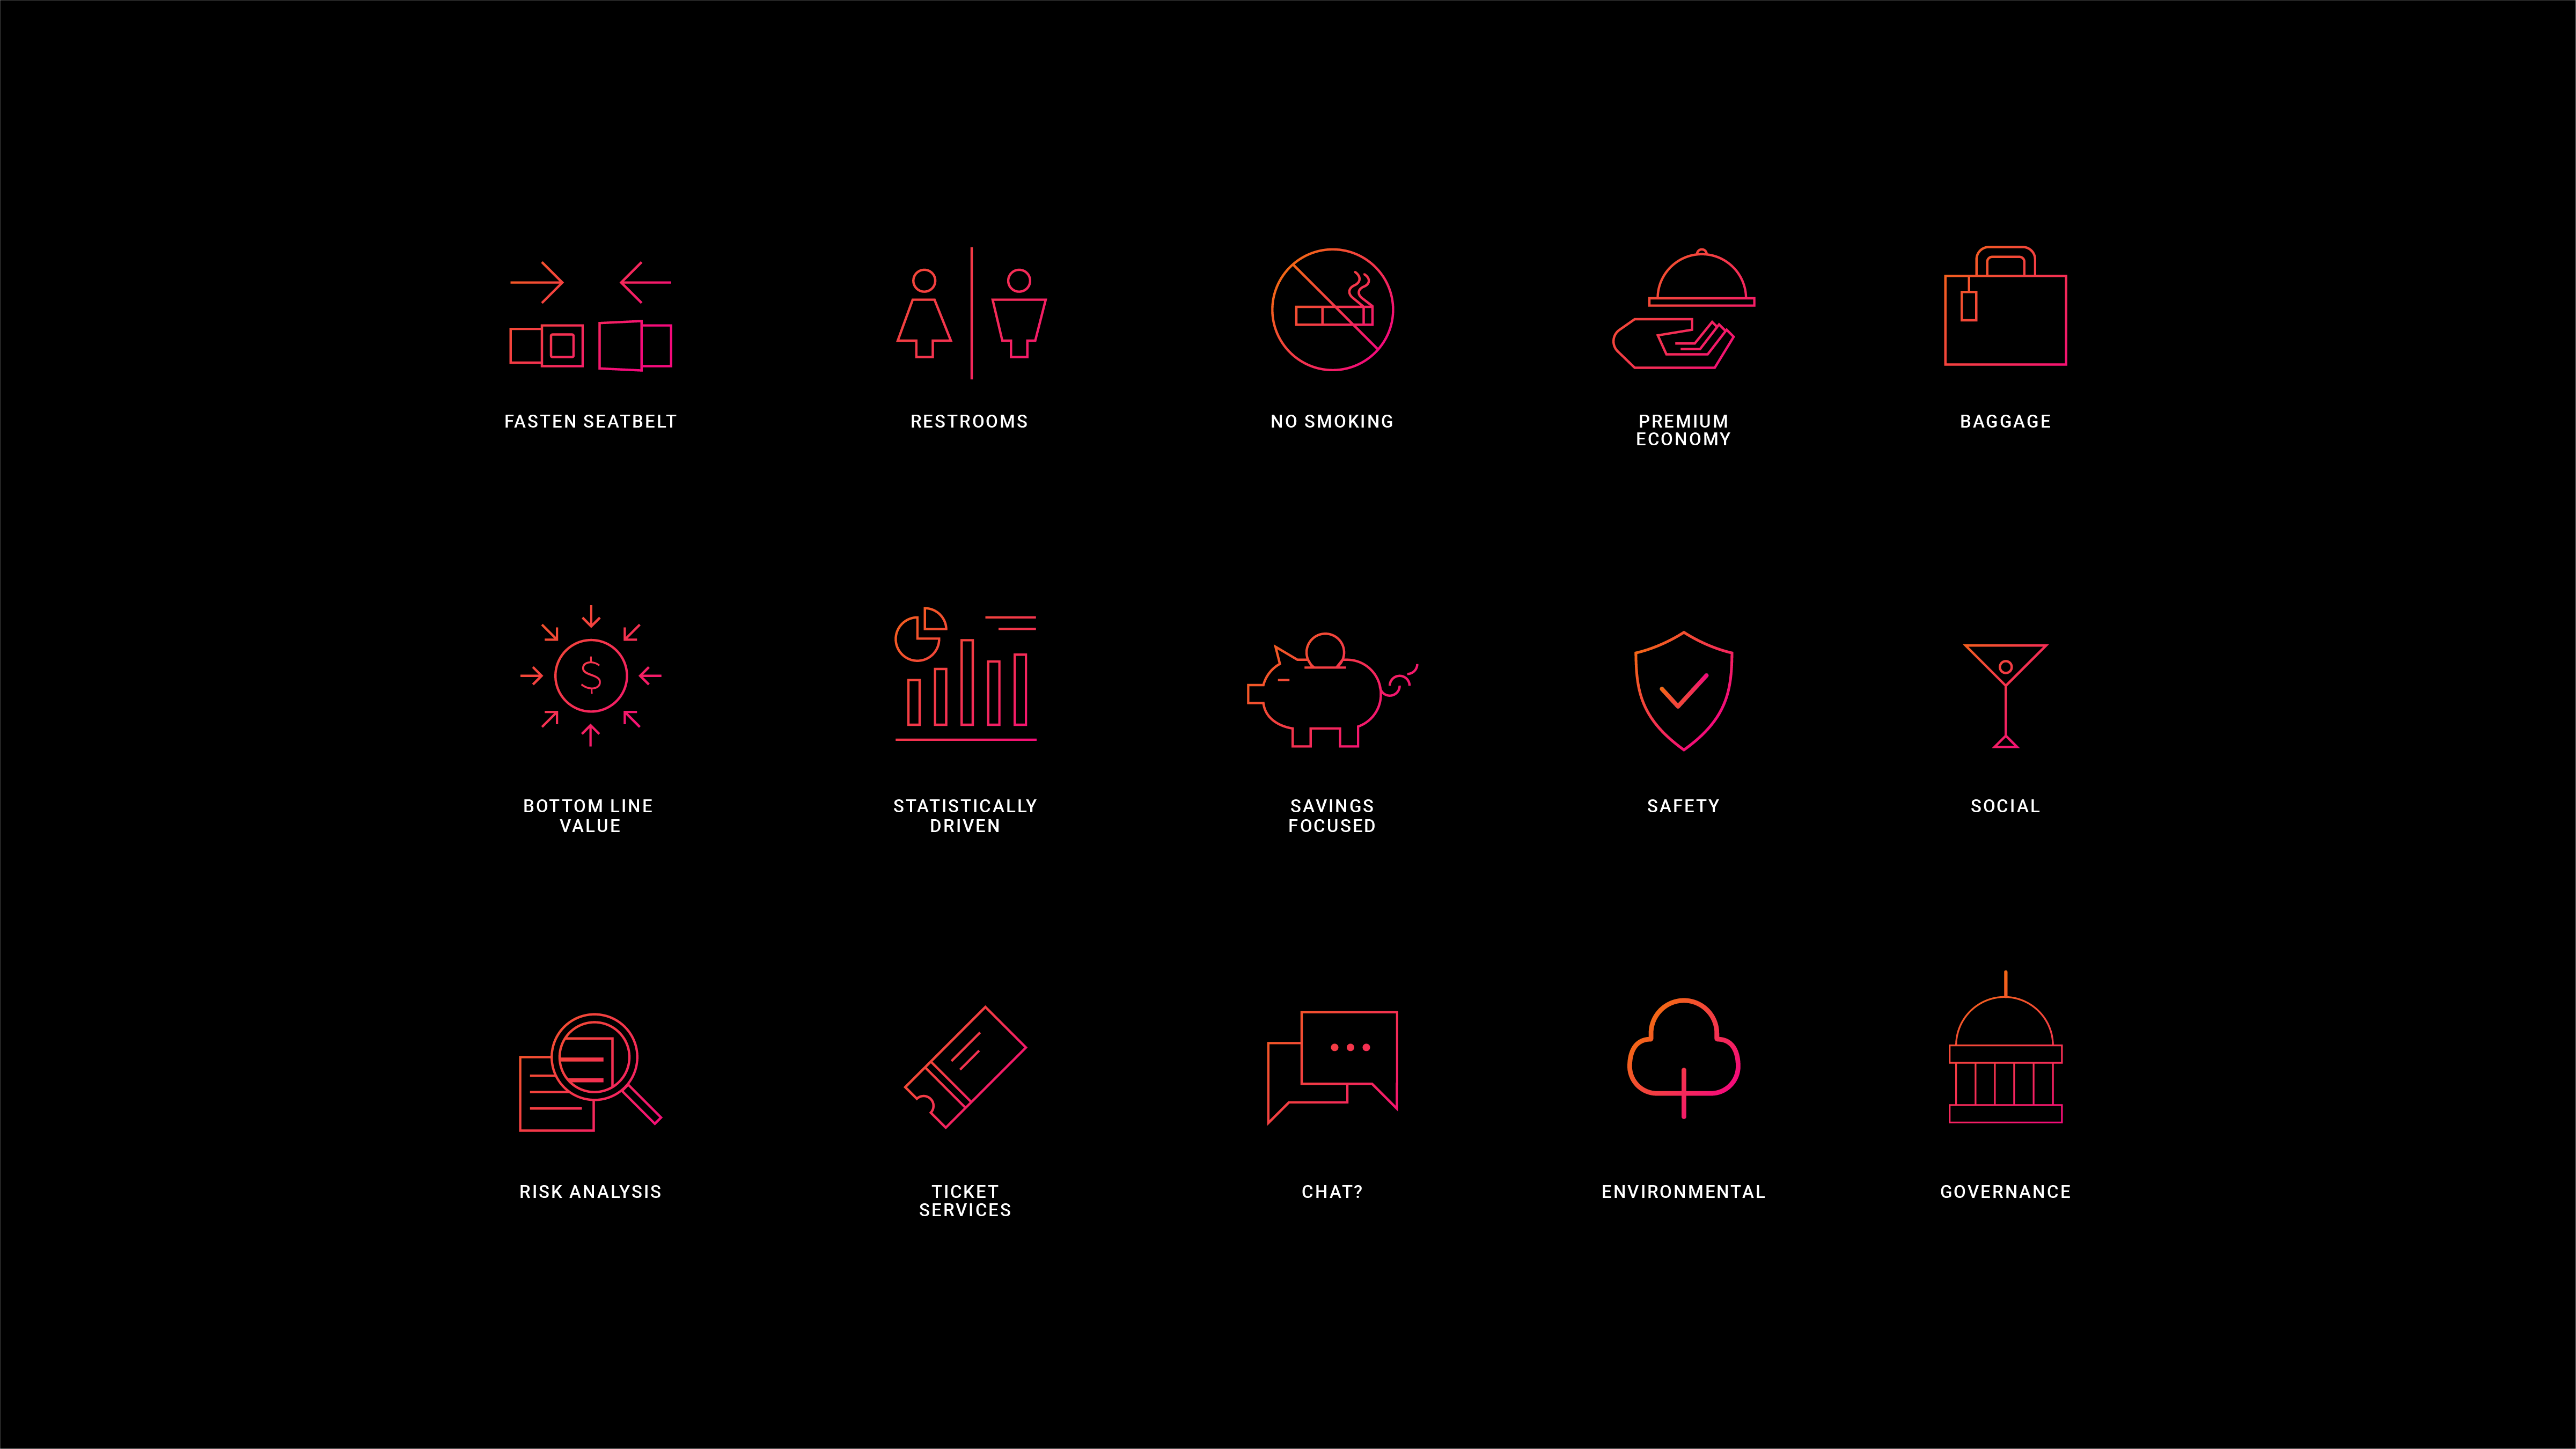 FASTEN SEATBELT
RESTROOMS
NO SMOKING
PREMIUM
ECONOMY
BAGGAGE
$
BOTTOM LINE
VALUE
STATISTICALLY
DRIVEN
SAVINGS
FOCUSED
SAFETY
SOCIAL
RISK ANALYSIS
TICKET
SERVICES
CHAT?
ENVIRONMENTAL
GOVERNANCE